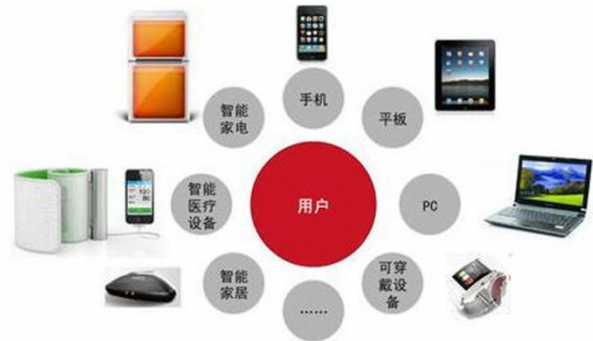 手机
智能
家电
平板
智能
医疗
设备
用户
PC
智能
家居
可穿
戴设
备
……